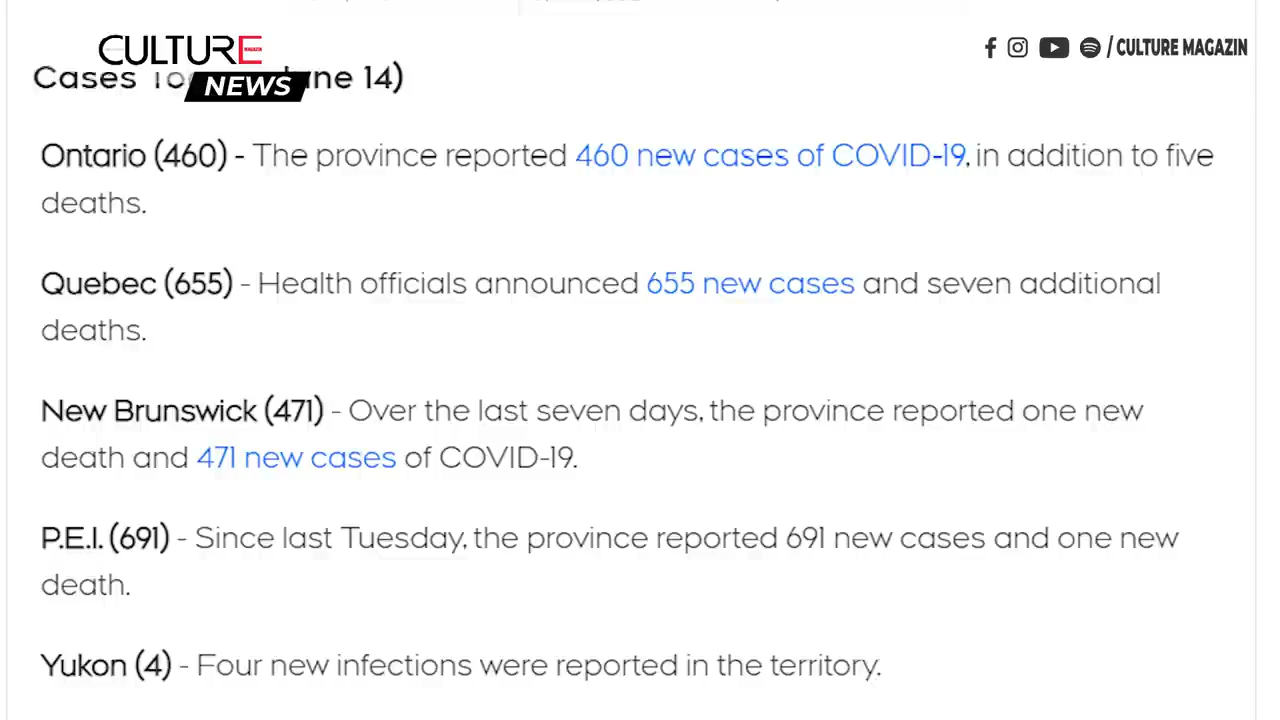 CULTURE
NEWS
/ CULTURE MAGAZIN
Cases ne 14)
Ontario (460) - The province reported 460 new cases of COVID-19, in addition to five
deaths.
Quebec (655) - Health officials announced 655 new cases and seven additional
deaths.
New Brunswick (471) - Over the last seven days, the province reported one new
death and 471 new cases of COVID-19.
P.E.I. (691) - Since last Tuesday, the province reported 691 new cases and one new
death.
Yukon (4) - Four new infections were reported in the territory.